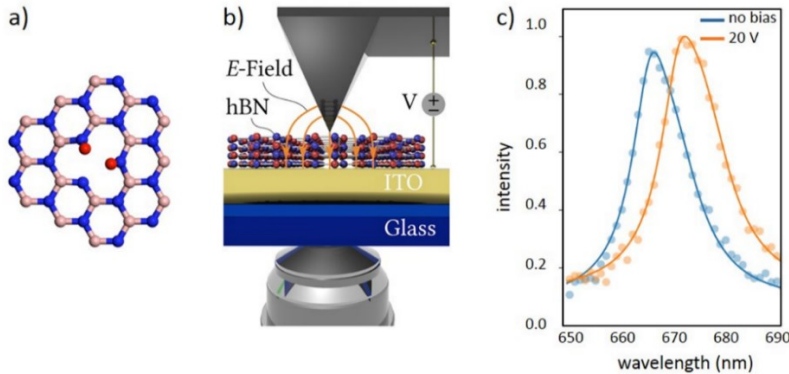 a)
b)
E-Field
hBN
V
+
ITO
Glass
c)
no bias
20 V
1.0
0.8
0.6
0.4
0.2
0.0
intensity
650
660
670
680
690
wavelength (nm)